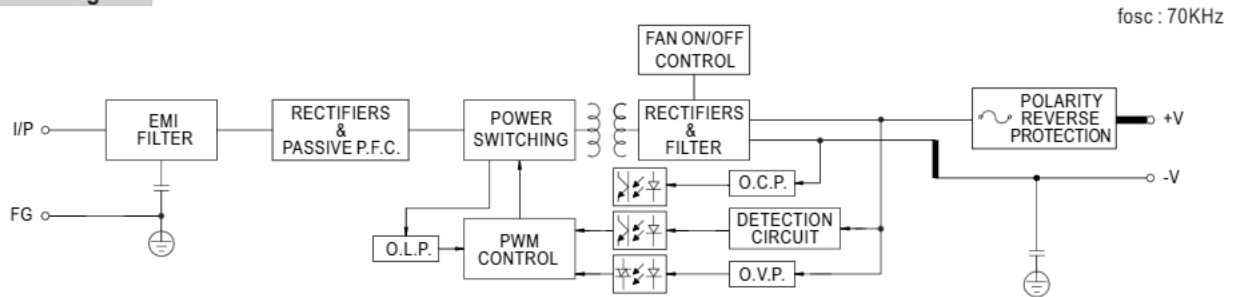 fosc : 70KHz
FAN ON/OFF
CONTROL
I/P
EMI
FILTER
RECTIFIERS
&
PASSIVE P.F.C.
POWER
SWITCHING
RECTIFIERS
&
FILTER
POLARITY
REVERSE
PROTECTION
+V
-V
FG
O.C.P.
DETECTION
CIRCUIT
O.L.P.
PWM
CONTROL
O.V.P.